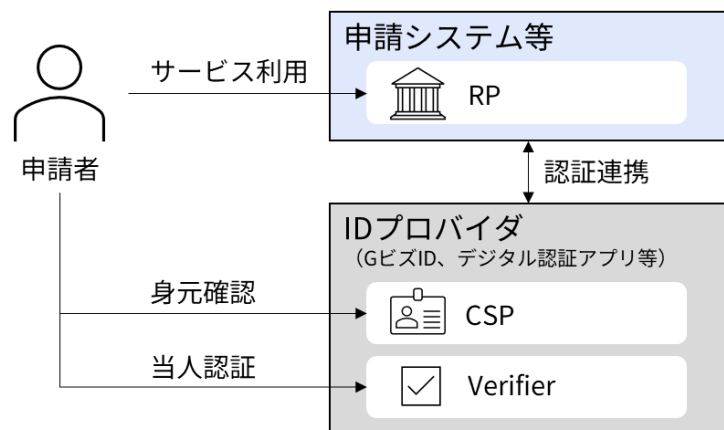 申請システム等
サービス利用
RP
申請者
認証連携
IDプロバイダ
（GビズID、デジタル認証アプリ等）
身元確認
CSP
当人認証
Verifier